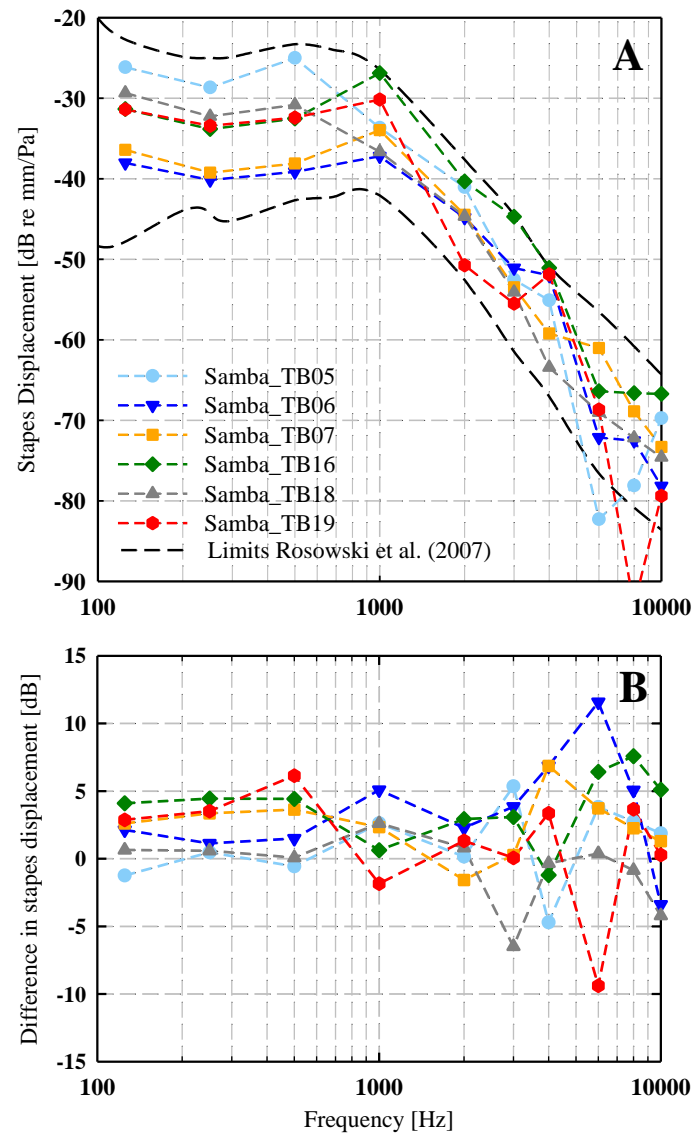 A
Stapes Displacement [dB re mm/Pa]
-20
-30
-40
-50
-60
-70
-80
-90
Samba_TB05
Samba_TB06
Samba_TB07
Samba_TB16
Samba_TB18
Samba_TB19
Limits Rosowski et al. (2007)
100
1000
10000
B
Difference in stapes displacement [dB]
15
10
5
0
-5
-10
-15
100
1000
10000
Frequency [Hz]